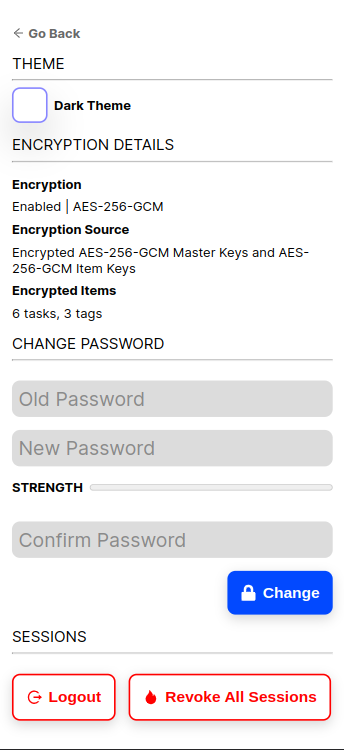 Go Back
THEME
Dark Theme
ENCRYPTION DETAILS
Encryption
Enabled | AES-256-GCM
Encryption Source
Encrypted AES-256-GCM Master Keys and AES-
256-GCM Item Keys
Encrypted Items
6 tasks, 3 tags
CHANGE PASSWORD
Old Password
New Password
STRENGTH
Confirm Password
Change
SESSIONS
Logout Revoke All Sessions